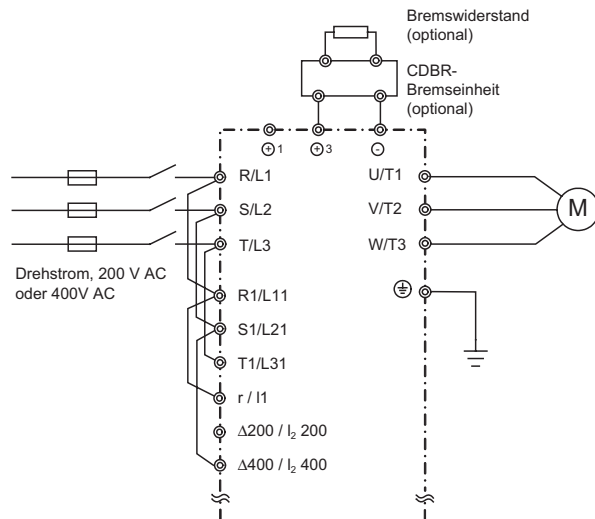 Bremswiderstand
(optional)
CDBR-
Bremseinheit
(optional)
⊕1 ⊕3 ⊖
R/L1 U/T1
S/L2 V/T2
T/L3 W/T3
M
Drehstrom, 200 V AC
oder 400V AC
R1/L11
S1/L21
T1/L31
r / l1
Δ200 / l₂ 200
Δ400 / l₂ 400